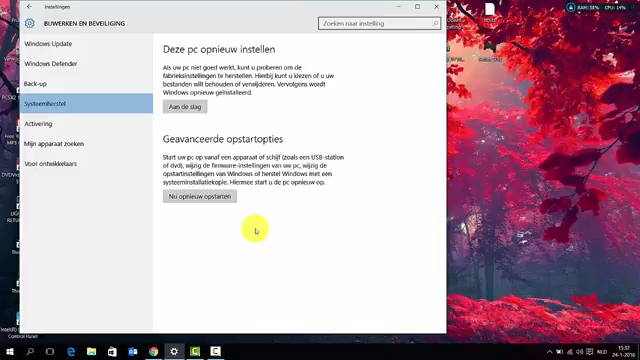 Instellingen
BIJWERKEN EN BEVEILIGING
Zoeken naar instelling
RAM: 58%
CPU: 14%
Windows Update
Windows Defender
Back-up
Systeemherstel
Activering
Mijn apparaat zoeken
Voor ontwikkelaars
Deze pc opnieuw instellen
Als uw pc niet goed werkt, kunt u proberen om de
fabrieksinstellingen te herstellen. Hierbij kunt u kiezen of u uw
bestanden wilt behouden of verwijderen. Vervolgens wordt
Windows opnieuw geïnstalleerd.
Aan de slag
Geavanceerde opstartopties
Start uw pc op vanaf een apparaat of schijf (zoals een USB-station
of dvd), wijzig de firmware-instellingen van uw pc, wijzig de
opstartinstellingen van Windows of herstel Windows met een
systeeminstallatiekopie. Hiermee start u de pc opnieuw op.
Nu opnieuw opstarten
Control Panel
NLD
15:32
24-1-2016